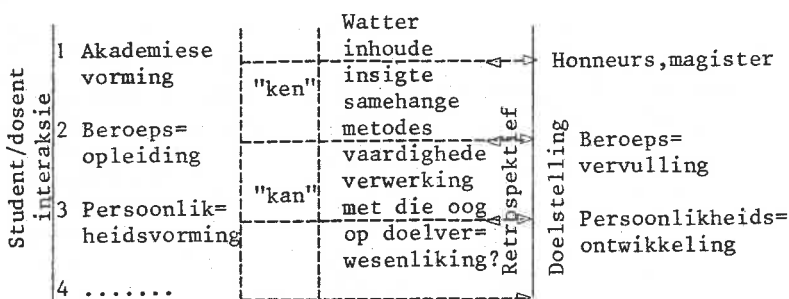 Student/dosent
interaksie
1 Akademiese
vorming
2 Beroeps=
opleiding
3 Persoonlik=
heidsvorming
4 .......
"ken"
"kan"
Watter
inhoude
insigte
samehange
metodes
vaardighede
verwerking
met die oog
op doelver=
wesenliking?
Retrospektief
Doelstelling
Honneurs,magister
Beroeps=
vervulling
Persoonlikheids=
ontwikkeling